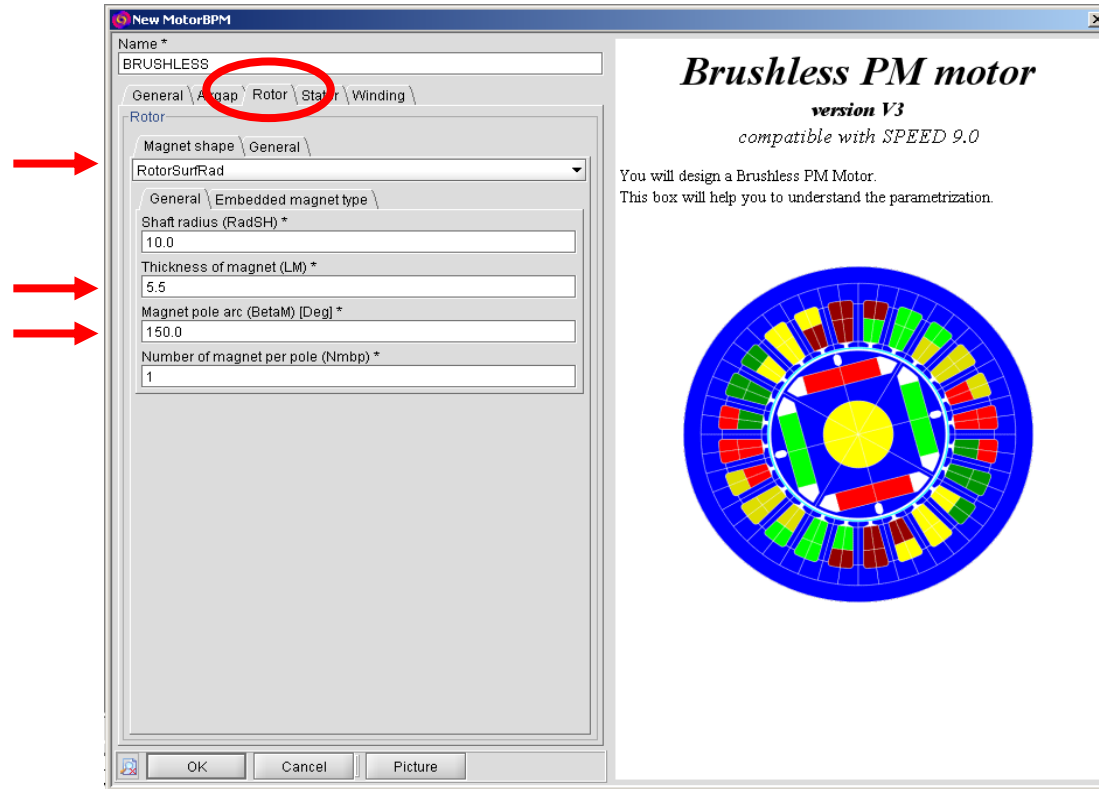 New MotorBPM
Name *
BRUSHLESS
General Airgap Rotor Stator Winding
Rotor
Magnet shape General
RotorSurfRad
General Embedded magnet type
Shaft radius (RadSH) *
10.0
Thickness of magnet (LM) *
5.5
Magnet pole arc (BetaM) [Deg] *
150.0
Number of magnet per pole (Nmbp) *
1
OK Cancel Picture
Brushless PM motor
version V3
compatible with SPEED 9.0
You will design a Brushless PM Motor.
This box will help you to understand the parametrization.